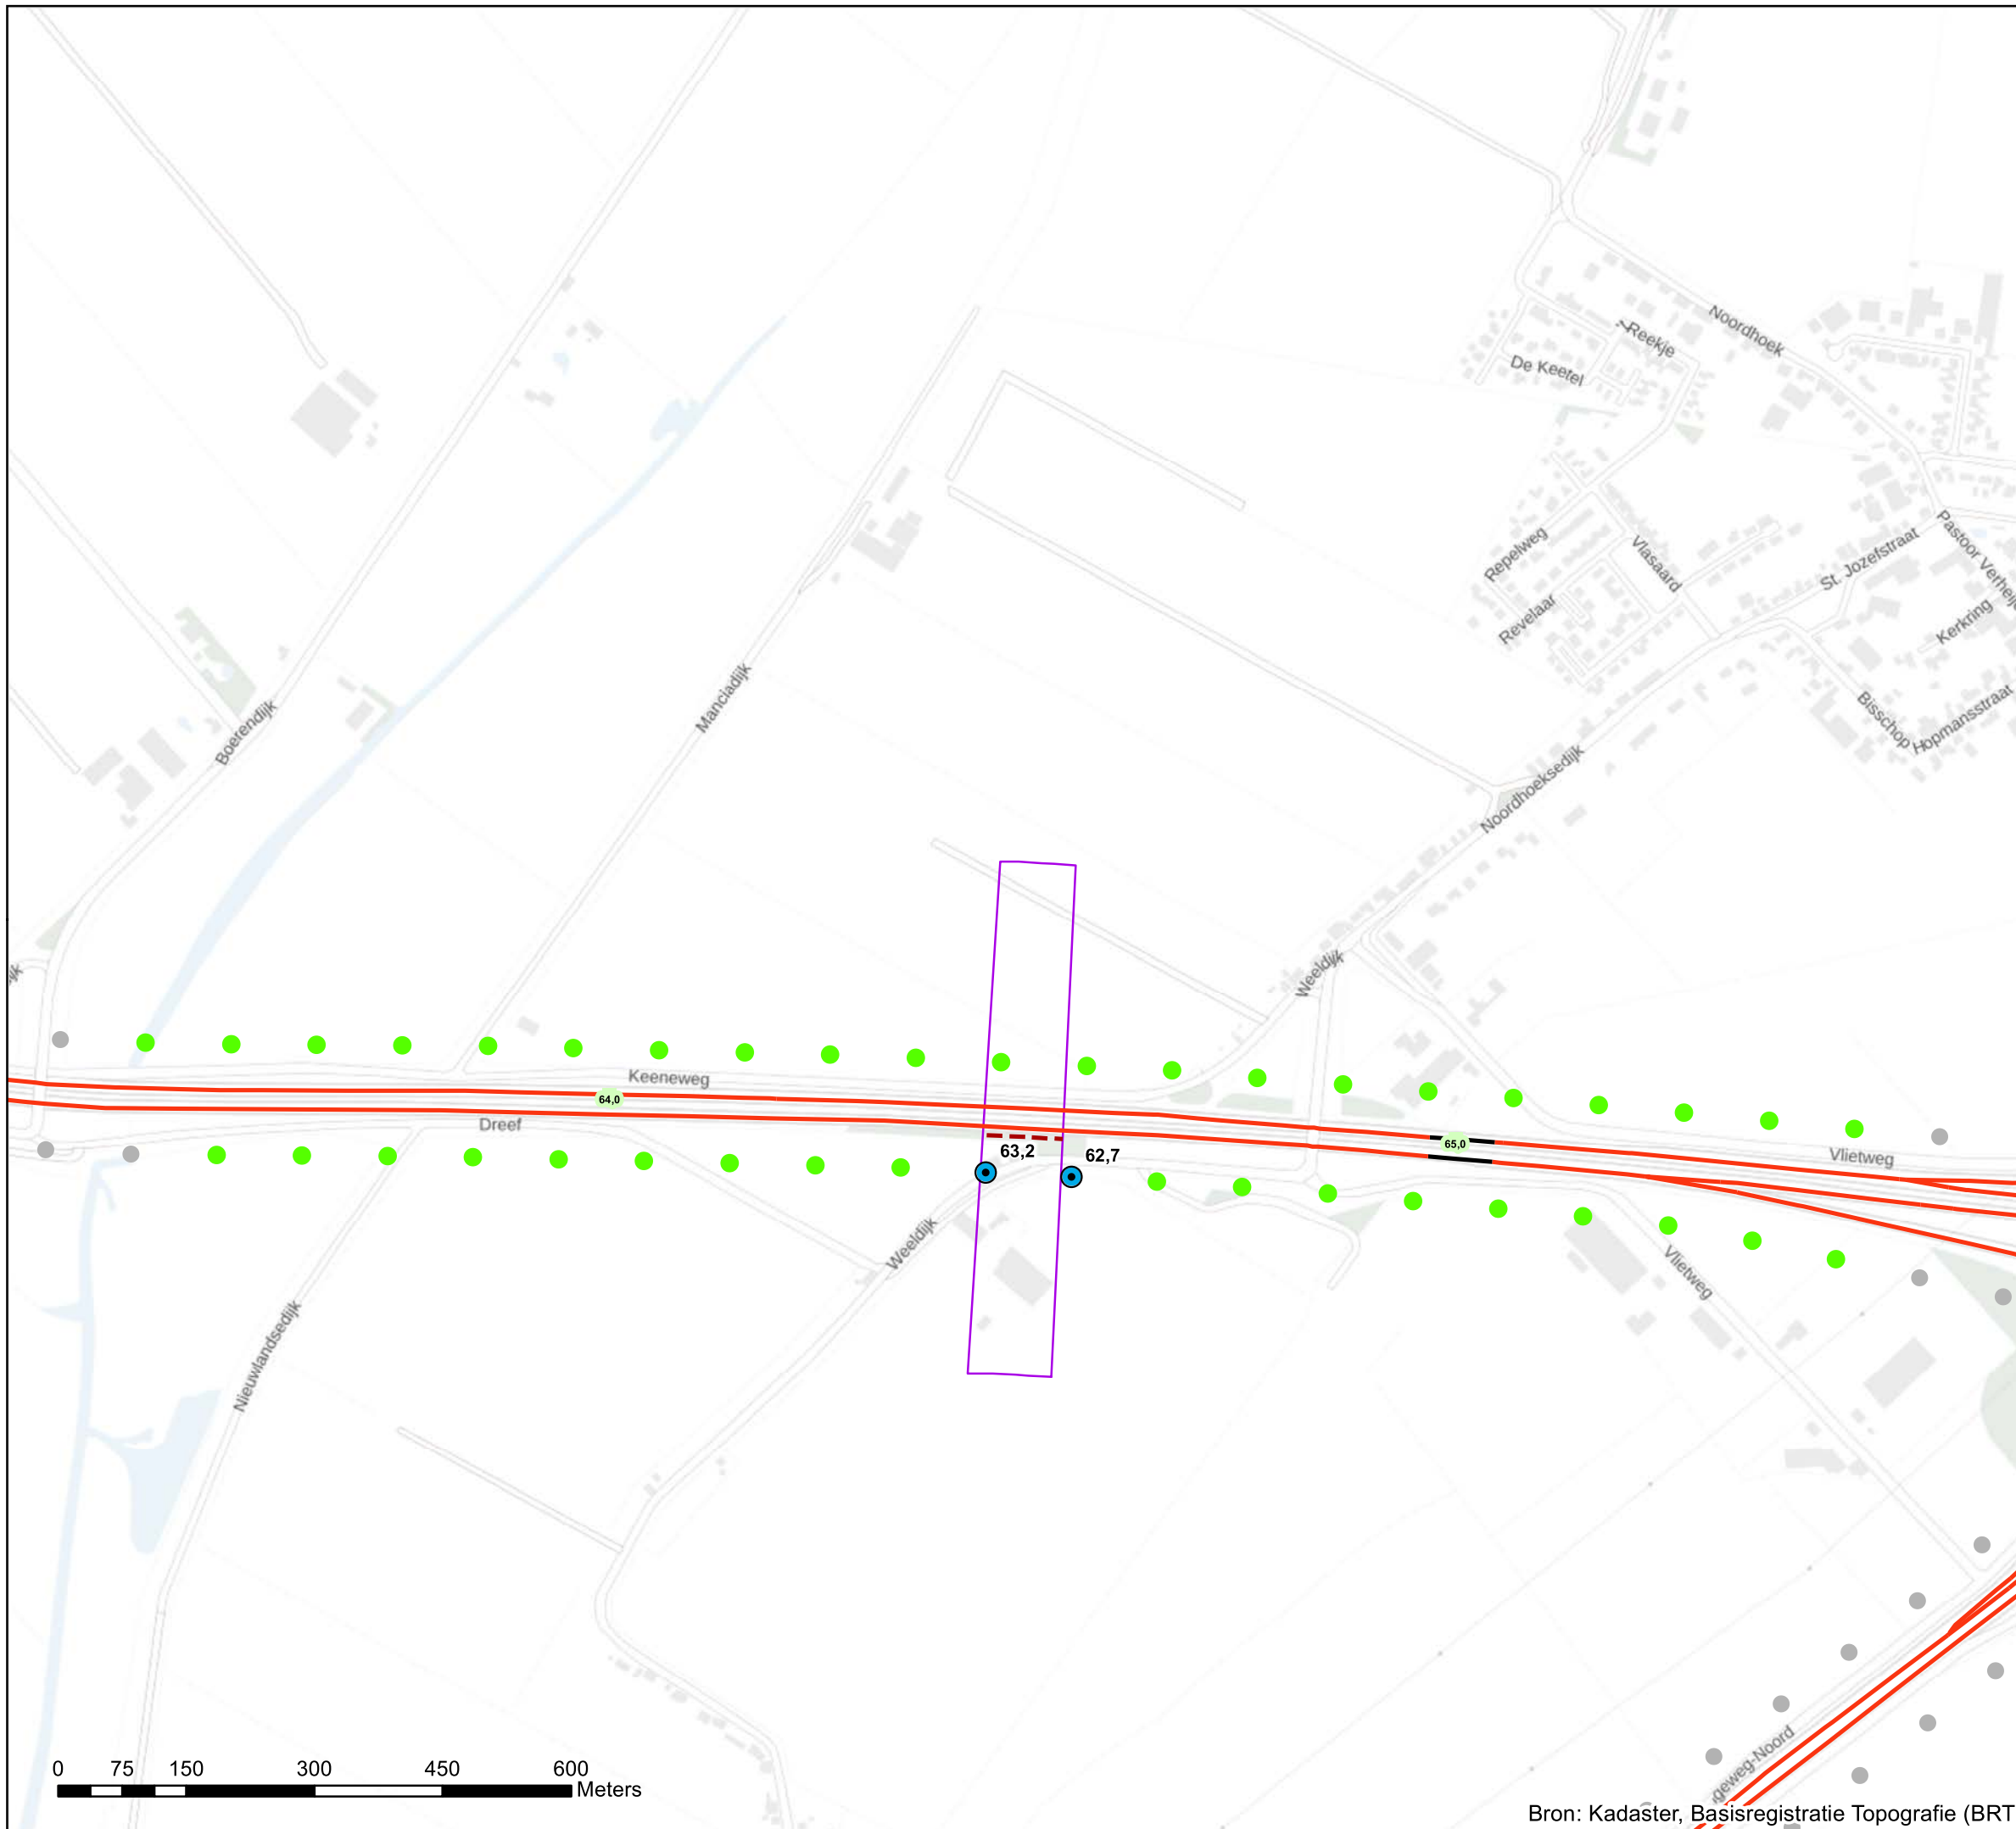 Noordhoek
Reekje
De Keetel
Repelweg
Vlasaard
St. Jozefstraat
Pastoor
Revelaar
Kerkring
Manciadijk
Boerendijk
Bisschop
Hopmansstraat
Noordhoeksedijk
Weeldijk
Keeneweg
64,0
Dreef
63,2
62,7
65,0
Vlietweg
Weeldijk
Vlietweg
Nieuwlandsedijk
geweg-Noord
0 75 150 300 450 600
Meters
Bron: Kadaster, Basisregistratie Topografie (BRT